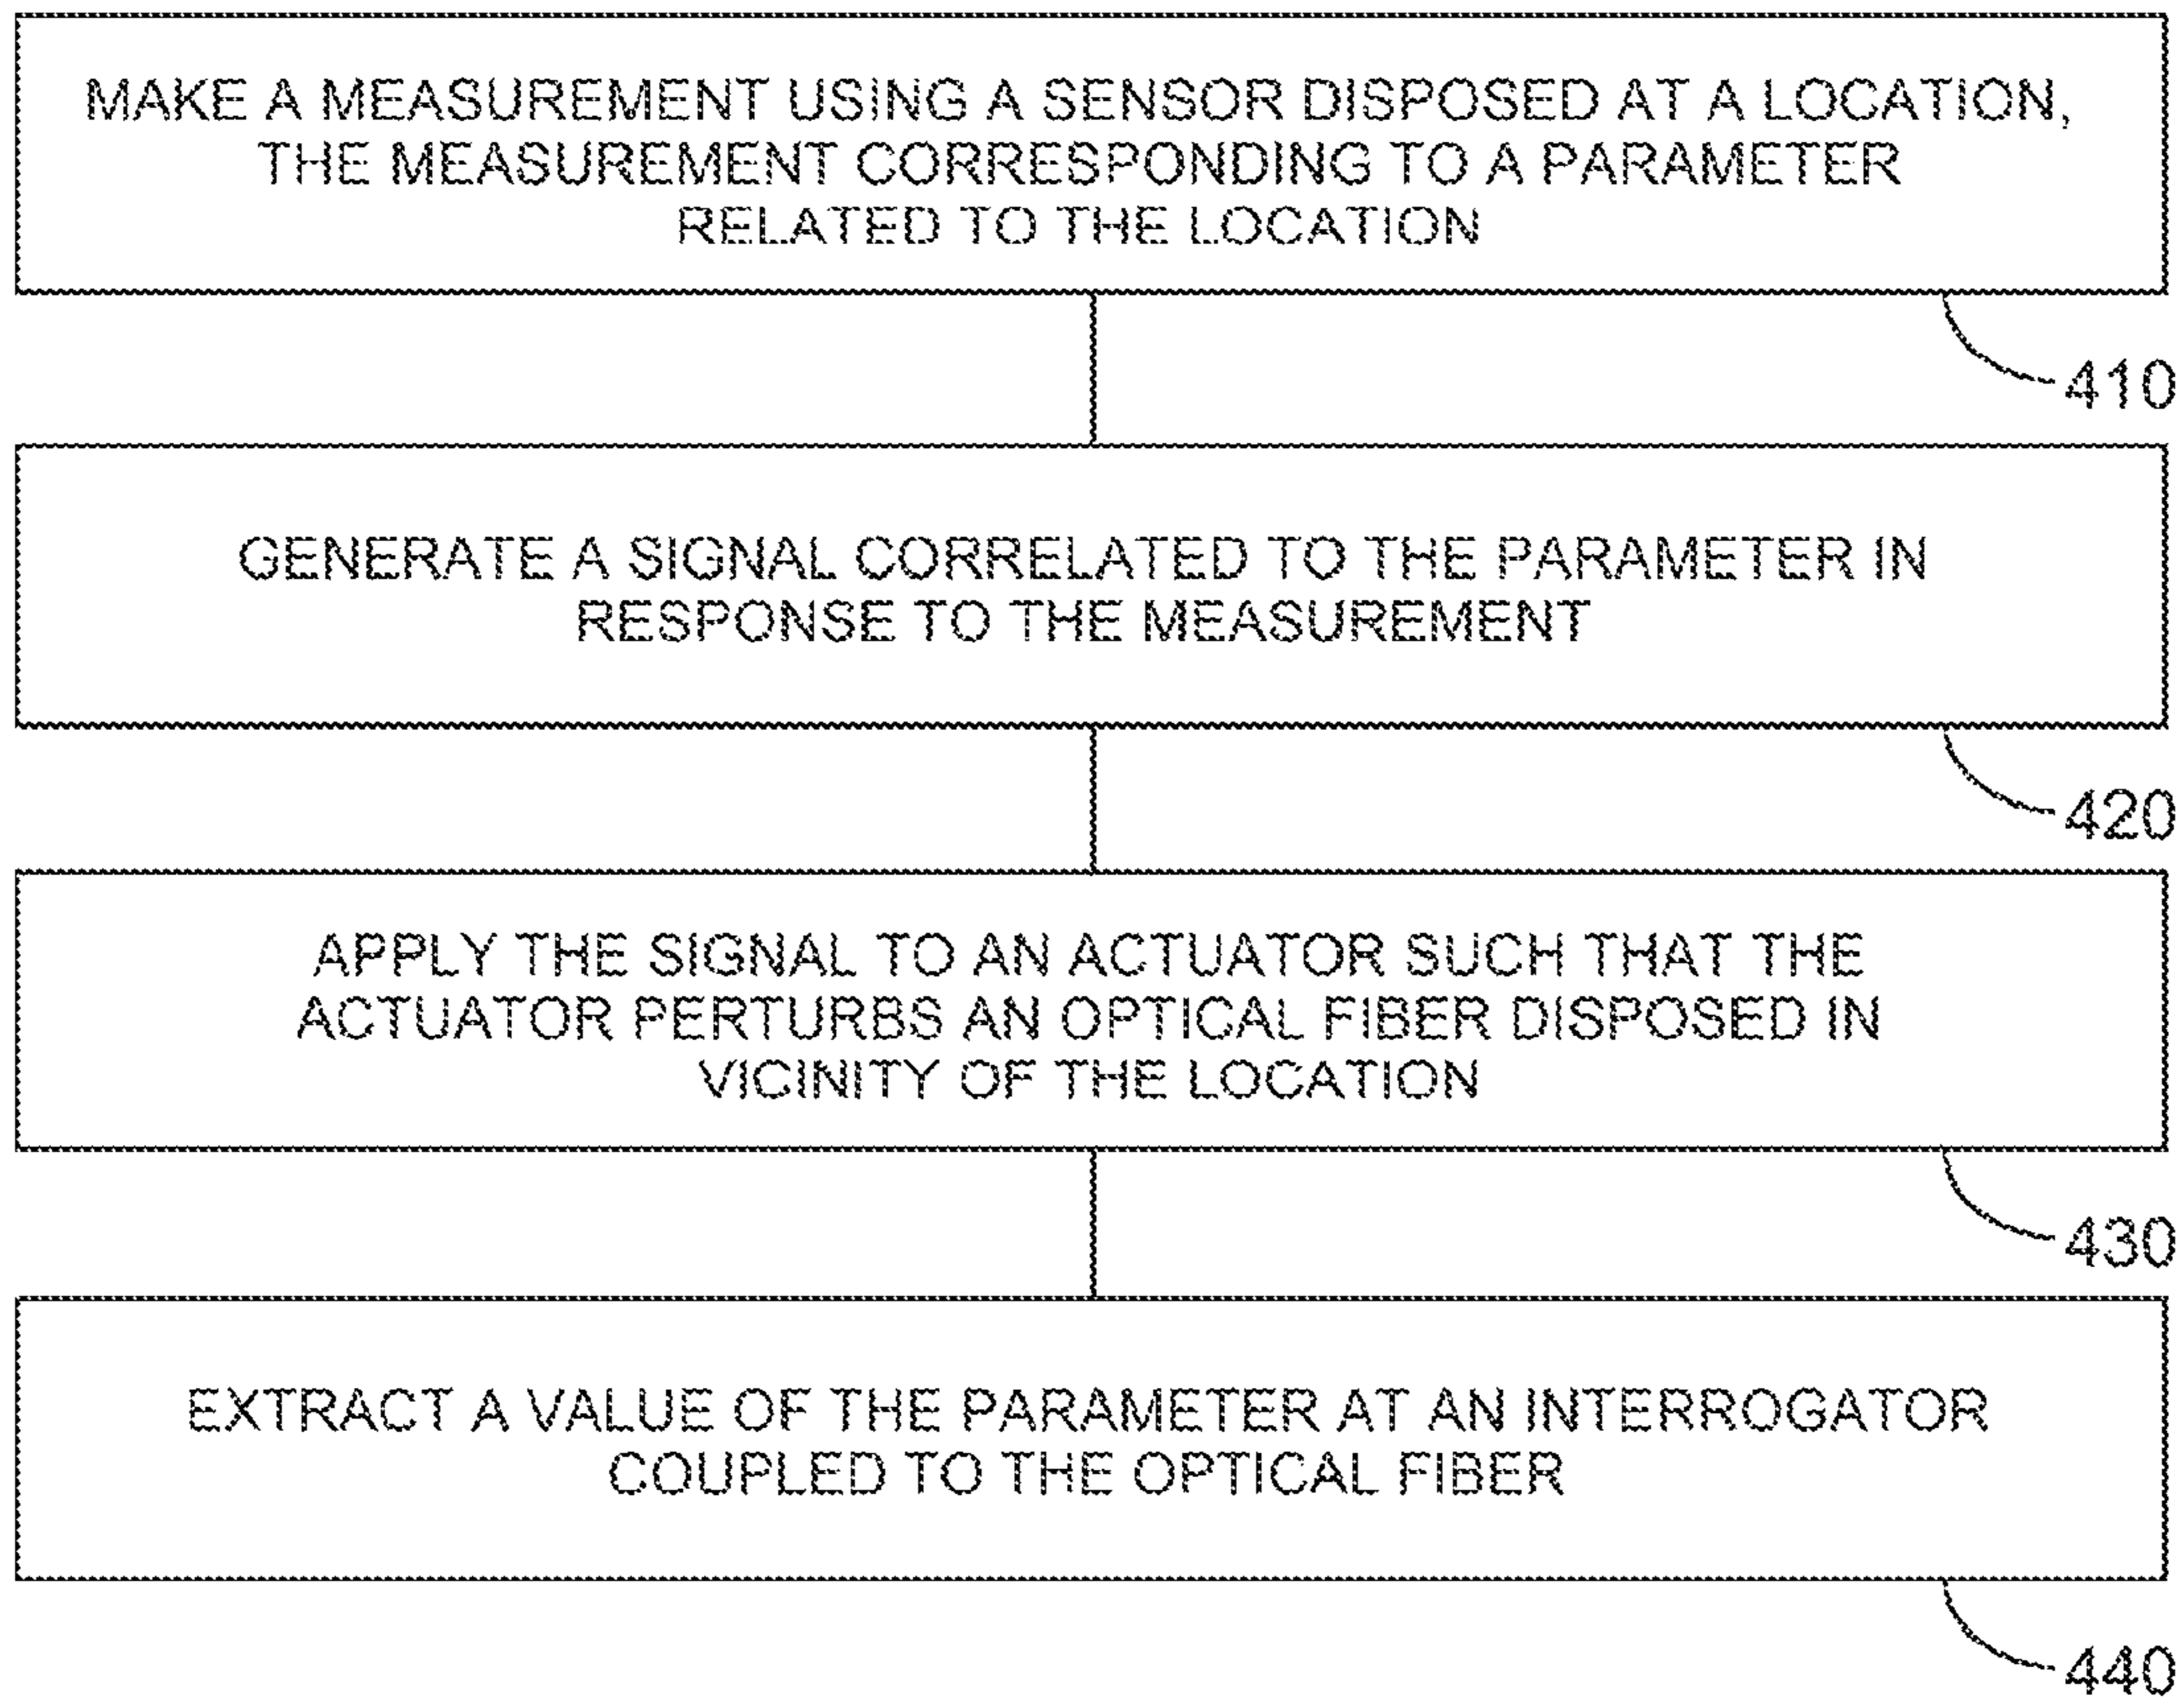 MAKE A MEASUREMENT USING A SENSOR DISPOSED AT A LOCATION,
THE MEASUREMENT CORRESPONDING TO A PARAMETER
RELATED TO THE LOCATION
410
GENERATE A SIGNAL CORRELATED TO THE PARAMETER IN
RESPONSE TO THE MEASUREMENT
420
APPLY THE SIGNAL TO AN ACTUATOR SUCH THAT THE
ACTUATOR PERTURBS AN OPTICAL FIBER DISPOSED IN
VICINITY OF THE LOCATION
430
EXTRACT A VALUE OF THE PARAMETER AT AN INTERROGATOR
COUPLED TO THE OPTICAL FIBER
440